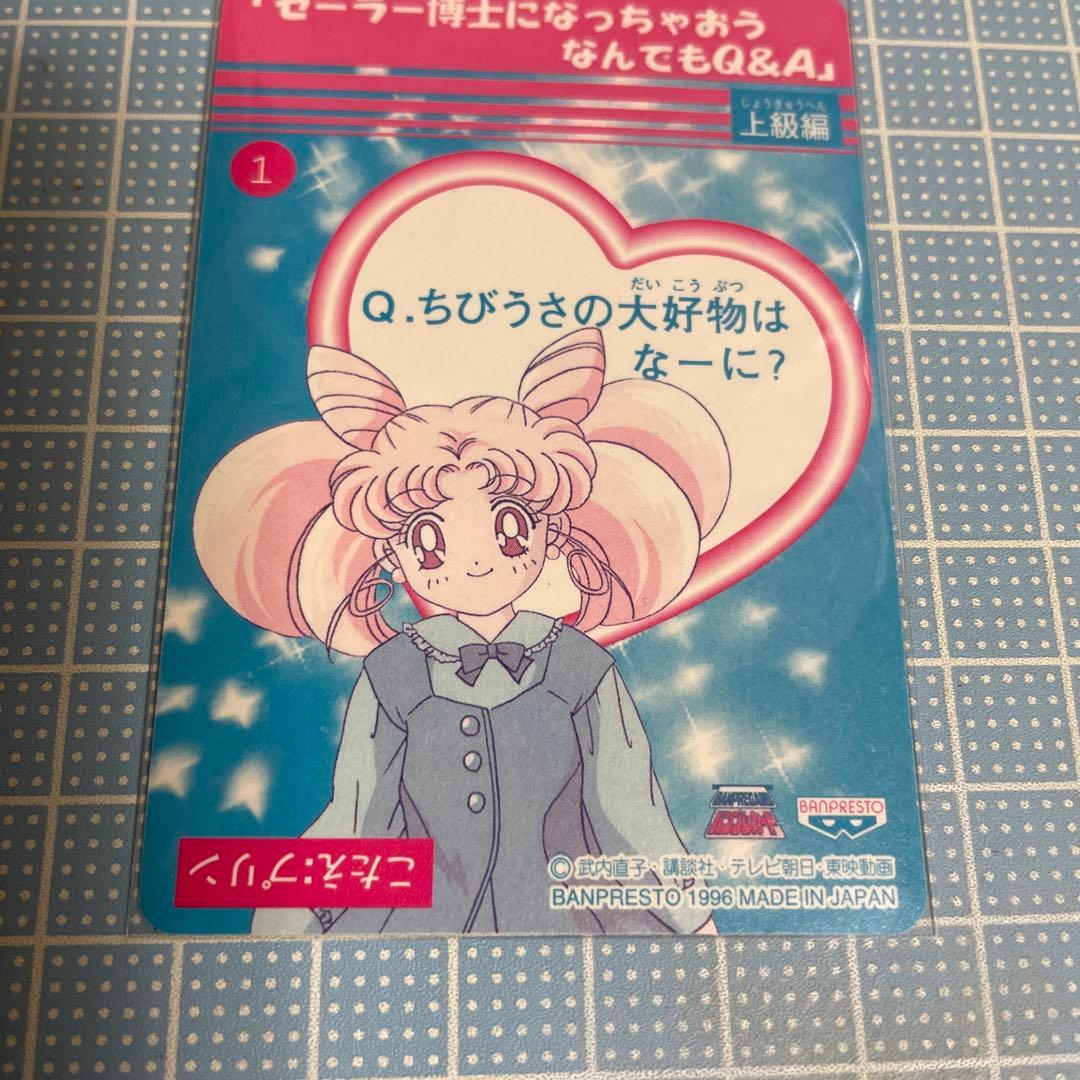 「セーラー博士になっちゃおう
なんでもQ&A」
じょうきゅうへん
上級編
1
だいこうぶつ
Q.ちびうさの大好物は
なーに?
こたえ:プリン
BANPRESTO
© 武内直子・講談社・テレビ朝日・東映動画
BANPRESTO 1996 MADE IN JAPAN